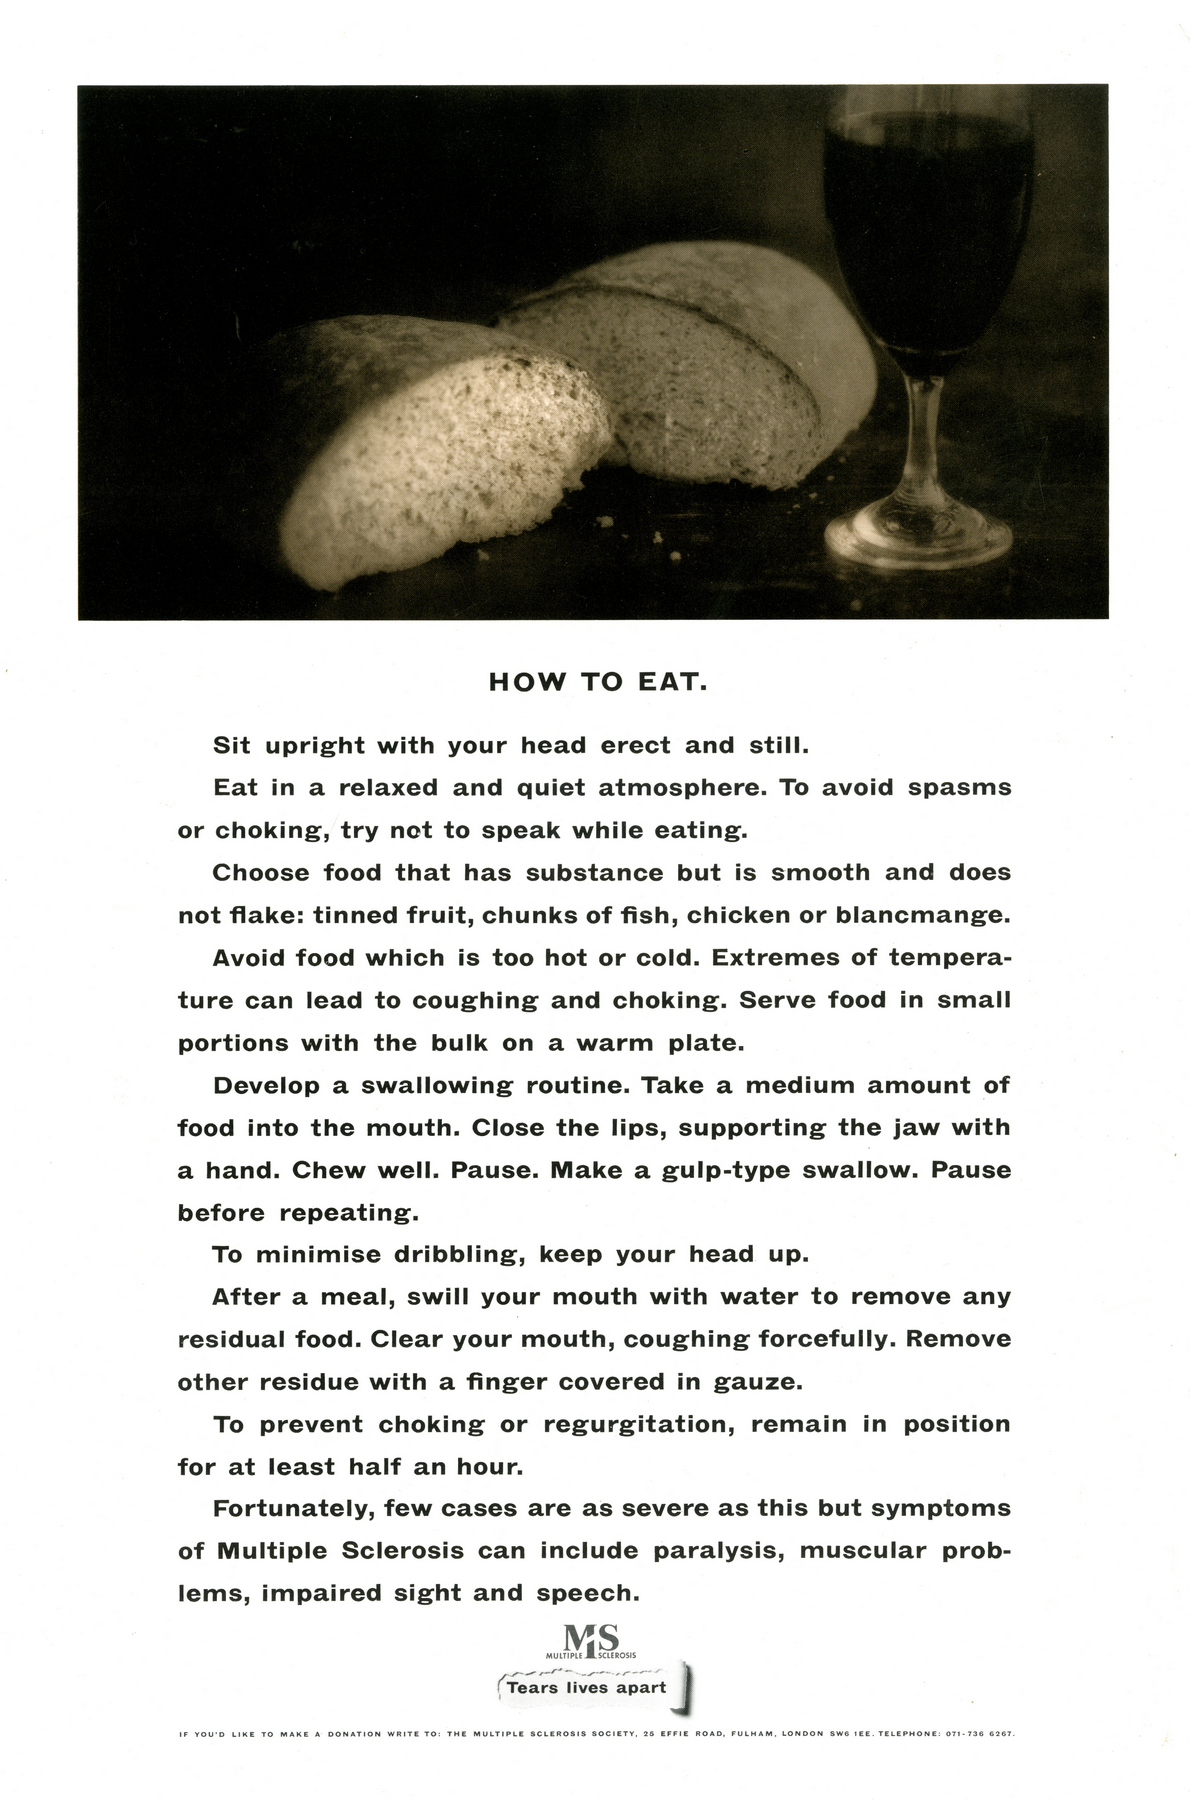 HOW TO EAT.
Sit upright with your head erect and still.
Eat in a relaxed and quiet atmosphere. To avoid spasms
or choking, try not to speak while eating.
Choose food that has substance but is smooth and does
not flake: tinned fruit, chunks of fish, chicken or blancmange.
Avoid food which is too hot or cold. Extremes of tempera-
ture can lead to coughing and choking. Serve food in small
portions with the bulk on a warm plate.
Develop a swallowing routine. Take a medium amount of
food into the mouth. Close the lips, supporting the jaw with
a hand. Chew well. Pause. Make a gulp-type swallow. Pause
before repeating.
To minimise dribbling, keep your head up.
After a meal, swill your mouth with water to remove any
residual food. Clear your mouth, coughing forcefully. Remove
other residue with a finger covered in gauze.
To prevent choking or regurgitation, remain in position
for at least half an hour.
Fortunately, few cases are as severe as this but symptoms
of Multiple Sclerosis can include paralysis, muscular prob-
lems, impaired sight and speech.
MS
MULTIPLE SCLEROSIS
Tears lives apart
IF YOU'D LIKE TO MAKE A DONATION WRITE TO: THE MULTIPLE SCLEROSIS SOCIETY, 25 EFFIE ROAD, FULHAM, LONDON SW6 1EE. TELEPHONE: 071-736 6267.